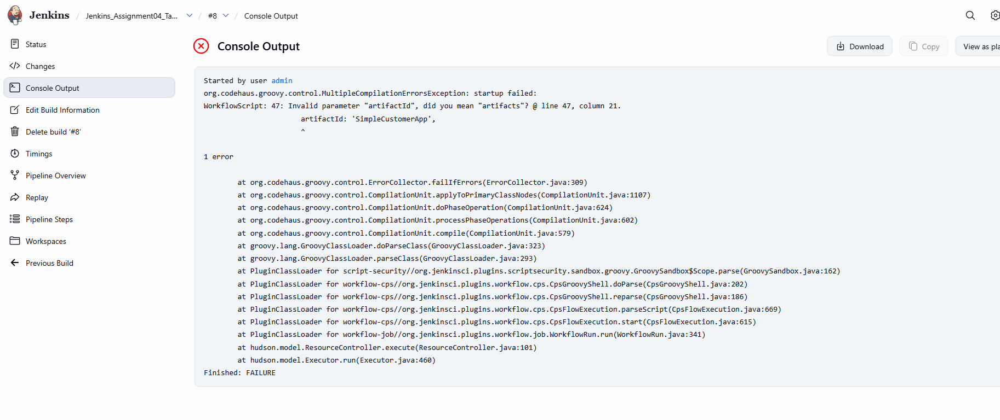 Jenkins / Jenkins_Assignment04_Ta... / #8 / Console Output
Status
Changes
Console Output
Edit Build Information
Delete build ‘#8’
Timings
Pipeline Overview
Replay
Pipeline Steps
Workspaces
Previous Build
Console Output
Download
Copy
View as pla
Started by user admin
org.codehaus.groovy.control.MultipleCompilationErrorsException: startup failed:
WorkflowScript: 47: Invalid parameter "artifactId", did you mean "artifacts"? @ line 47, column 21.
artifactId: 'SimpleCustomerApp',
^
1 error
at org.codehaus.groovy.control.ErrorCollector.failIfErrors(ErrorCollector.java:309)
at org.codehaus.groovy.control.CompilationUnit.applyToPrimaryClassNodes(CompilationUnit.java:1107)
at org.codehaus.groovy.control.CompilationUnit.doPhaseOperation(CompilationUnit.java:624)
at org.codehaus.groovy.control.CompilationUnit.processPhaseOperations(CompilationUnit.java:602)
at org.codehaus.groovy.control.CompilationUnit.compile(CompilationUnit.java:579)
at groovy.lang.GroovyClassLoader.doParseClass(GroovyClassLoader.java:323)
at groovy.lang.GroovyClassLoader.parseClass(GroovyClassLoader.java:293)
at PluginClassLoader for script-security//org.jenkinsci.plugins.scriptsecurity.sandbox.groovy.GroovySandbox$Scope.parse(GroovySandbox.java:162)
at PluginClassLoader for workflow-cps//org.jenkinsci.plugins.workflow.cps.CpsGroovyShell.doParse(CpsGroovyShell.java:202)
at PluginClassLoader for workflow-cps//org.jenkinsci.plugins.workflow.cps.CpsGroovyShell.reparse(CpsGroovyShell.java:186)
at PluginClassLoader for workflow-cps//org.jenkinsci.plugins.workflow.cps.CpsFlowExecution.parseScript(CpsFlowExecution.java:669)
at PluginClassLoader for workflow-cps//org.jenkinsci.plugins.workflow.cps.CpsFlowExecution.start(CpsFlowExecution.java:615)
at PluginClassLoader for workflow-job//org.jenkinsci.plugins.workflow.job.WorkflowRun.run(WorkflowRun.java:341)
at hudson.model.ResourceController.execute(ResourceController.java:101)
at hudson.model.Executor.run(Executor.java:460)
Finished: FAILURE